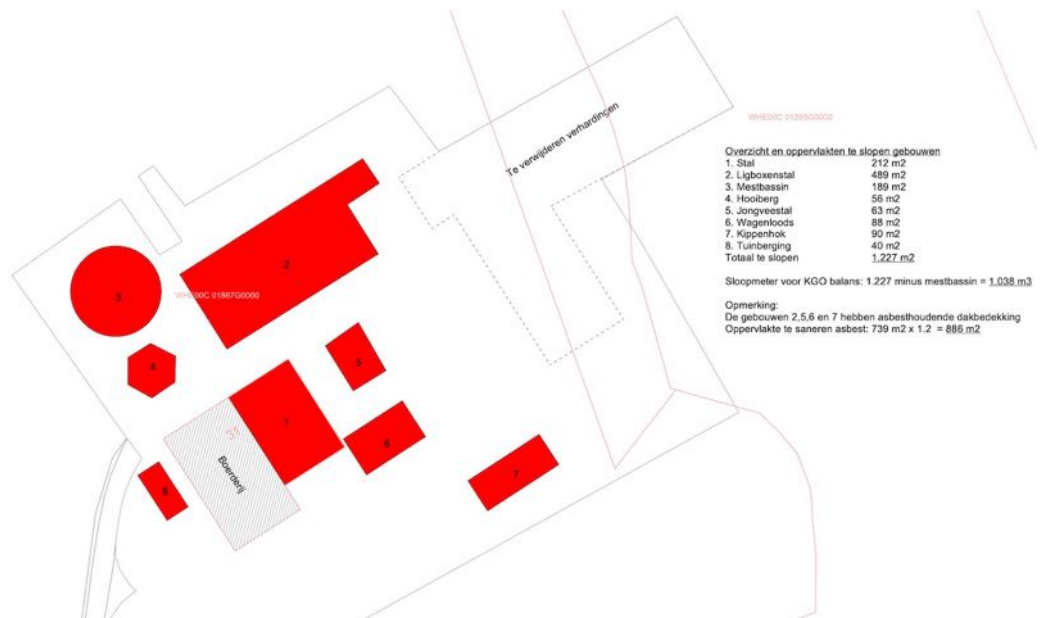 Te verwijderen verhardingen
WHE00C 01285G0000
Overzicht en oppervlakten te slopen gebouwen
1. Stal 212 m2
2. Ligboxenstal 489 m2
3. Mestbassin 189 m2
4. Hooiberg 56 m2
5. Jongveestal 63 m2
6. Wagenloods 88 m2
7. Kippenhok 90 m2
8. Tuinberging 40 m2
Totaal te slopen 1.227 m2
Sloopmeter voor KGO balans: 1.227 minus mestbassin = 1.038 m3
Opmerking:
De gebouwen 2,5,6 en 7 hebben asbesthoudende dakbedekking
Oppervlakte te saneren asbest: 739 m2 x 1.2 = 886 m2
2
3
WHE00C 01867G0000
4
5
1
31
6
Boerderij
7
8